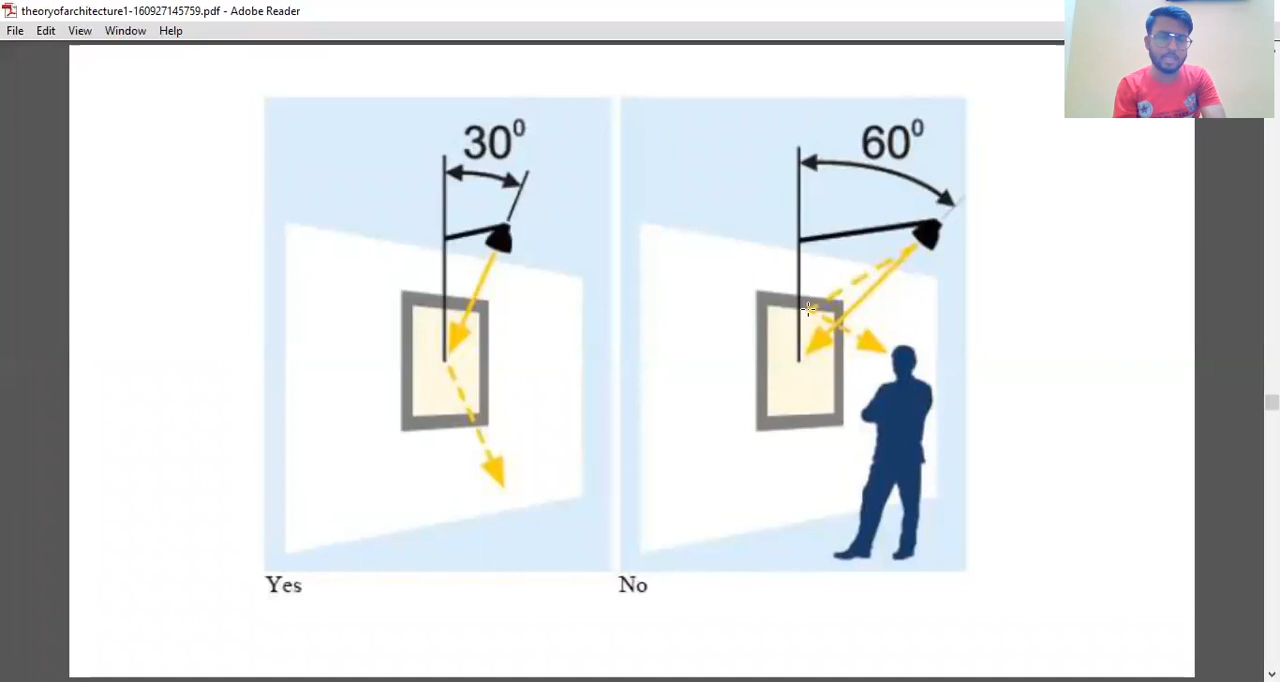 theoryofarchitecture1-160927145759.pdf - Adobe Reader
File Edit View Window Help
30⁰
60⁰
Yes
No